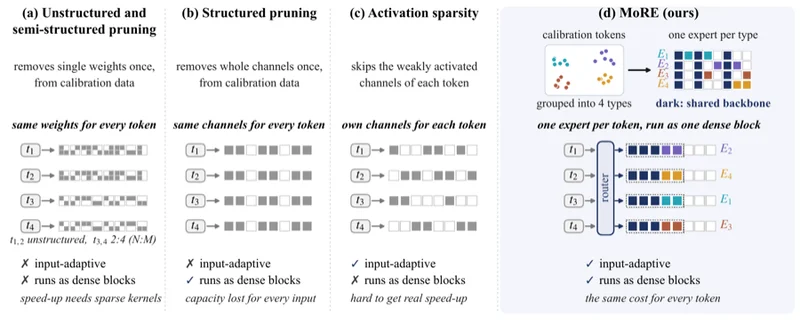 (a) Unstructured and
semi-structured pruning
removes single weights once,
from calibration data
same weights for every token
t1
t2
t3
t4
t1,2 unstructured, t3,4 2:4 (N:M)
✗ input-adaptive
✗ runs as dense blocks
speed-up needs sparse kernels
(b) Structured pruning
removes whole channels once,
from calibration data
same channels for every token
t1
t2
t3
t4
✗ input-adaptive
✓ runs as dense blocks
capacity lost for every input
(c) Activation sparsity
skips the weakly activated
channels of each token
own channels for each token
t1
t2
t3
t4
✓ input-adaptive
✗ runs as dense blocks
hard to get real speed-up
(d) MoRE (ours)
calibration tokens
grouped into 4 types
one expert per type
E1
E2
E3
E4
dark: shared backbone
one expert per token, run as one dense block
t1
t2
t3
t4
router
E2
E4
E1
E3
✓ input-adaptive
✓ runs as dense blocks
the same cost for every token